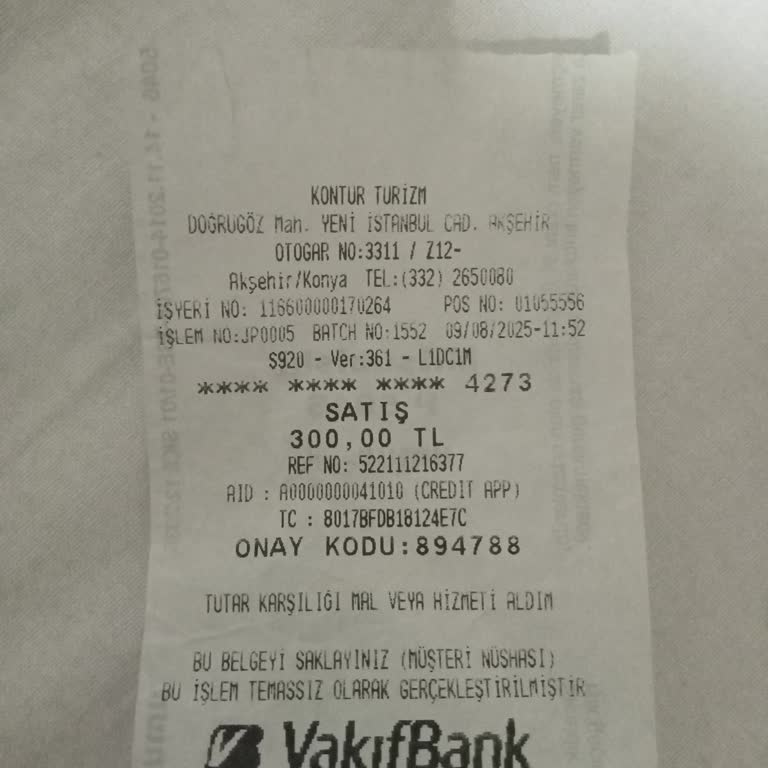 KONTUR TURİZM
DOĞRUGÖZ Mah. YENİ İSTANBUL CAD. AKŞEHİR
OTOGAR NO:3311 / Z12-
Akşehir/Konya TEL:(332) 2650080
İŞYERİ NO: 116600000170264 POS NO: 01055556
İŞLEM NO:JP0005 BATCH NO:1552 09/08/2025-11:52
S920 - Ver:361 - L1DC1M
**** **** **** 4273
SATIŞ
300,00 TL
REF NO: 522111216377
AID : A0000000041010 (CREDIT APP)
TC : 8017BFDB18124E7C
ONAY KODU:894788
TUTAR KARŞILIĞI MAL VEYA HİZMETİ ALDIM
BU BELGEYİ SAKLAYINIZ (MÜŞTERİ NÜSHASI)
BU İŞLEM TEMASSIZ OLARAK GERÇEKLEŞTİRİLMİŞTİR
VakıfBank